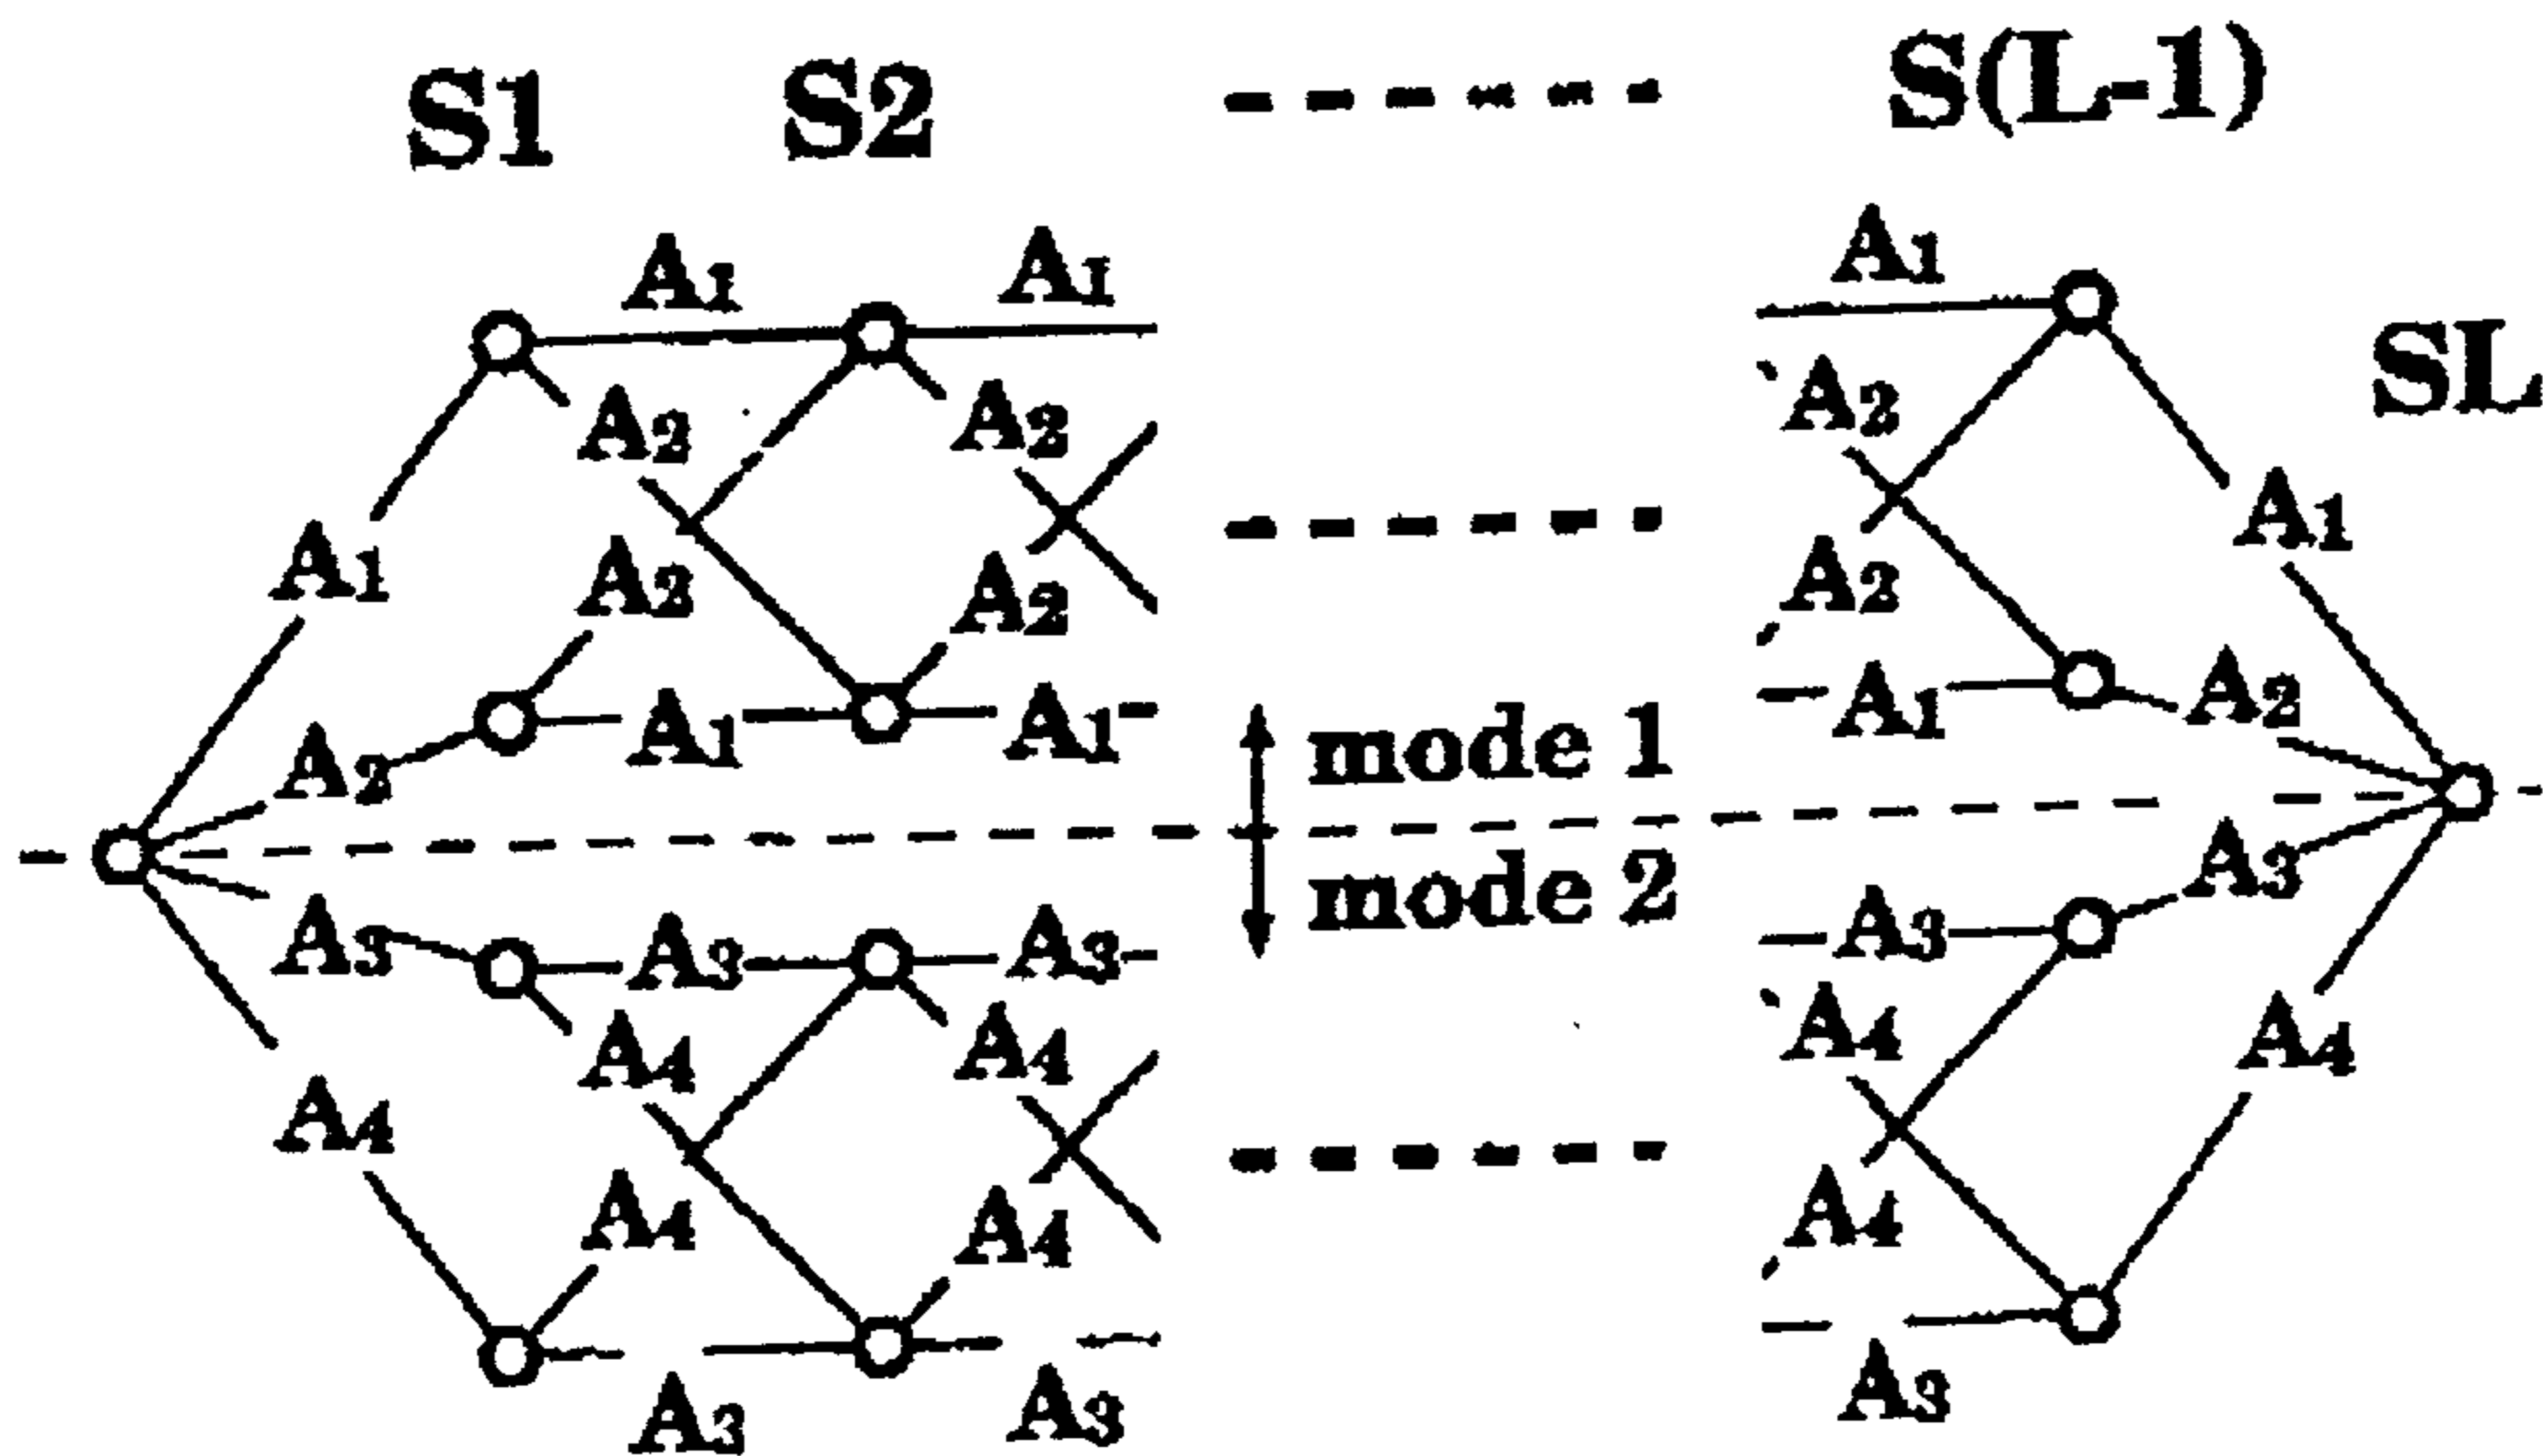 S1 S2 S(L-1)
A1 A1 A1
SL
A2 A2 A2
A1 A2 A2 A2 A1
A2 A1 A1 mode 1 A1 A2
A3 A3 A3 mode 2 A3 A3
A4 A4 A4
A4 A4 A4 A4 A4
A3 A3 A3